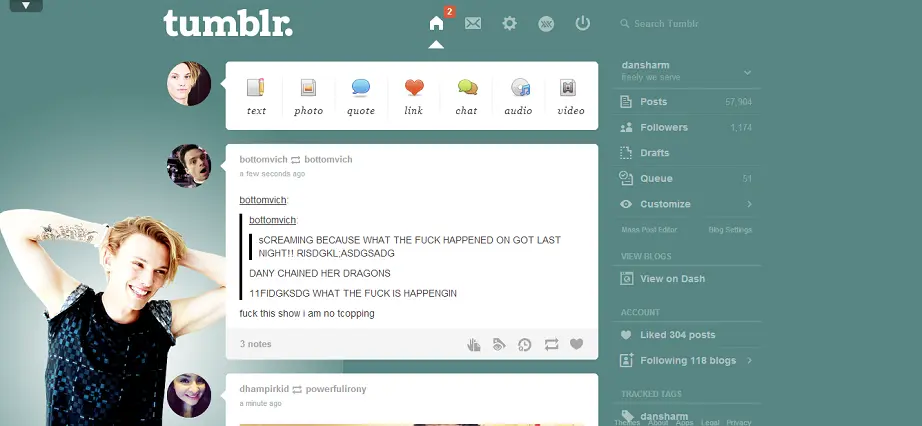 tumblr.
2
Search Tumblr
text photo quote link chat audio video
bottomvich bottomvich
a few seconds ago
bottomvich:
bottomvich:
sCREAMING BECAUSE WHAT THE FUCK HAPPENED ON GOT LAST
NIGHT!! RISDGKL;ASDGSADG
DANY CHAINED HER DRAGONS
11FIDGKSDG WHAT THE FUCK IS HAPPENGIN
fuck this show i am no tcopping
3 notes
dhampirkid powerfulirony
a minute ago
dansharm
freely we serve
Posts 57,904
Followers 1,174
Drafts
Queue 51
Customize
Mass Post Editor Blog Settings
VIEW BLOGS
View on Dash
ACCOUNT
Liked 304 posts
Following 118 blogs
TRACKED TAGS
dansharm
Themes About Apps Legal Privacy